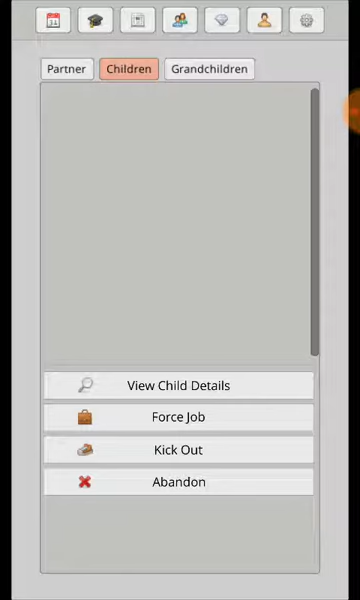 Partner Children Grandchildren
View Child Details
Force Job
Kick Out
Abandon